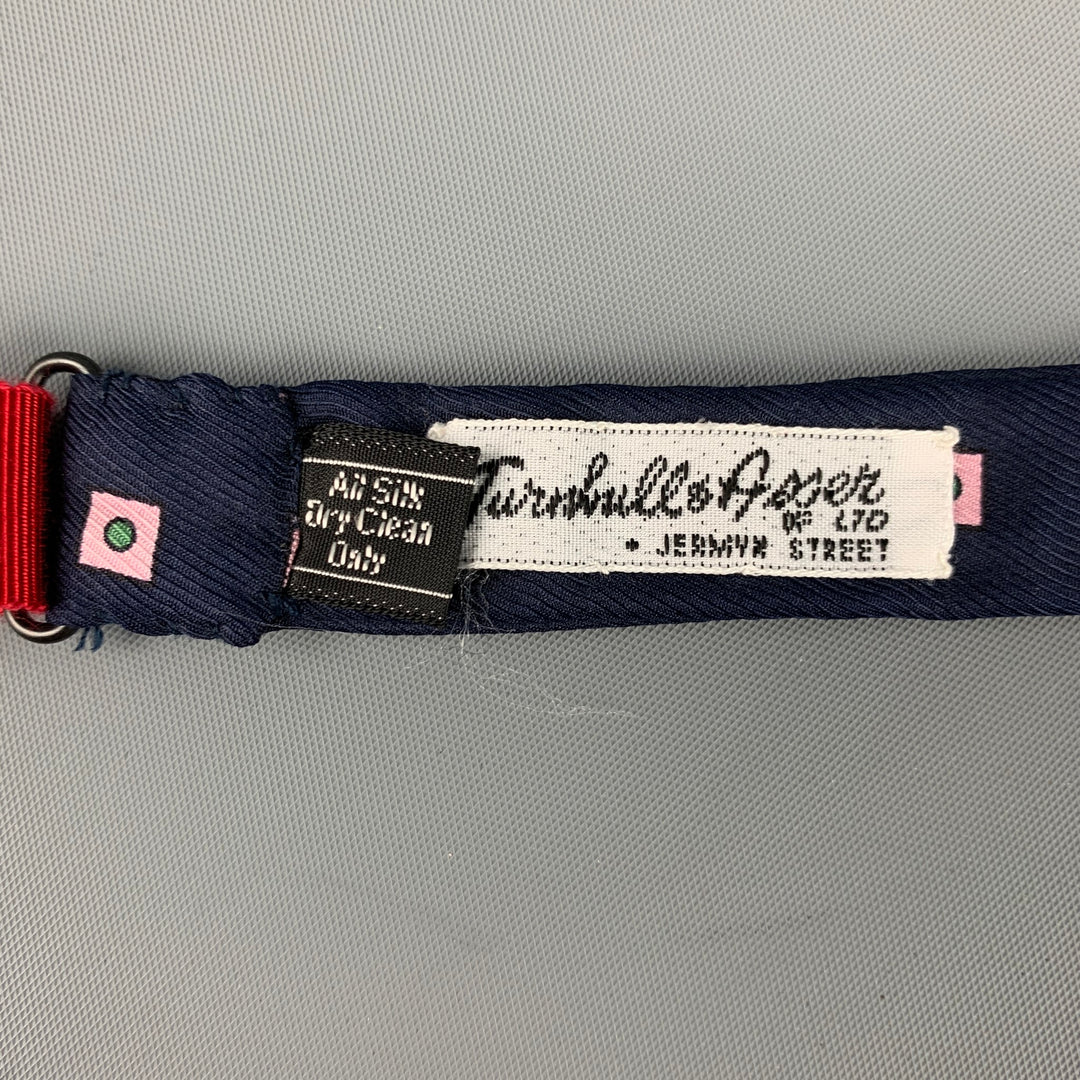 All Silk
Dry Clean
Only
Turnbull & Asser
OF LTD
JERMYN STREET